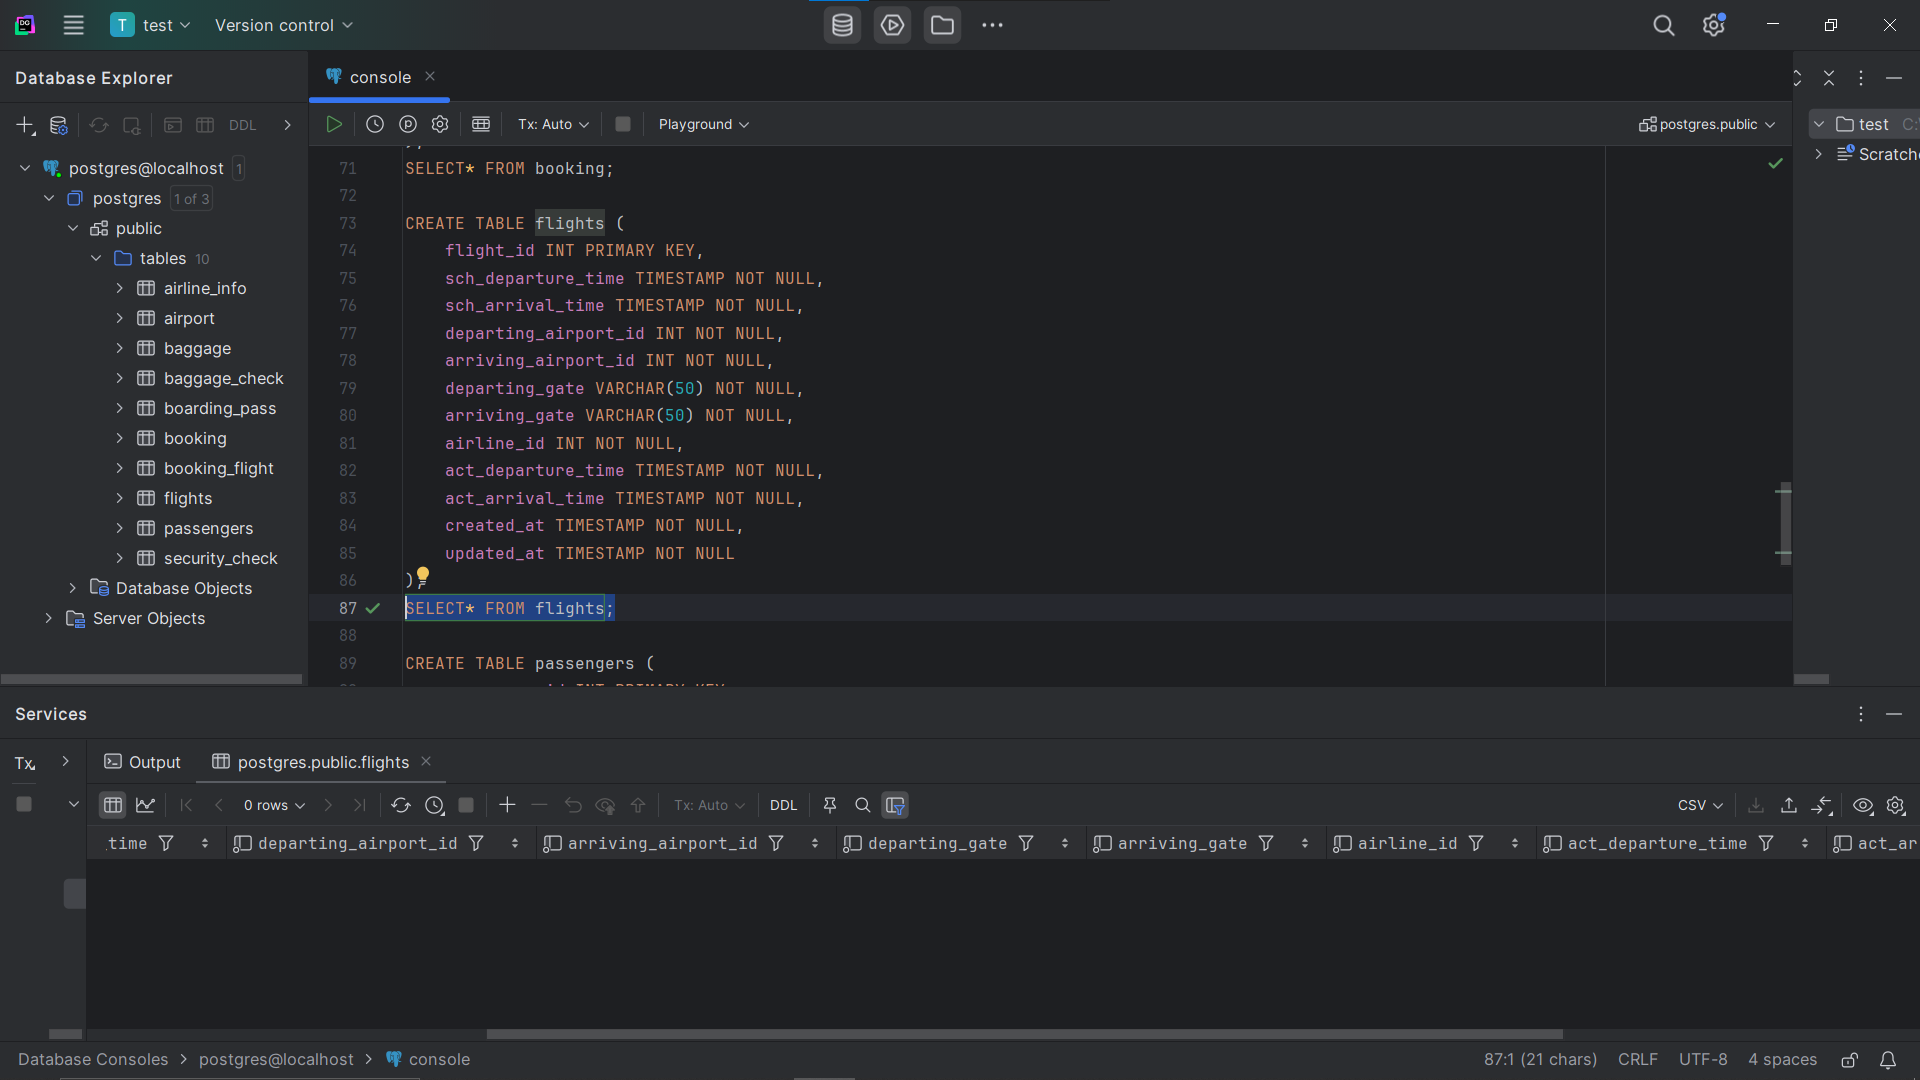 T test Version control
Database Explorer
console
DDL
Tx: Auto Playground postgres.public
postgres@localhost 1
postgres 1 of 3
public
tables 10
airline_info
airport
baggage
baggage_check
boarding_pass
booking
booking_flight
flights
passengers
security_check
Database Objects
Server Objects
71 SELECT* FROM booking;
72
73 CREATE TABLE flights (
74 flight_id INT PRIMARY KEY,
75 sch_departure_time TIMESTAMP NOT NULL,
76 sch_arrival_time TIMESTAMP NOT NULL,
77 departing_airport_id INT NOT NULL,
78 arriving_airport_id INT NOT NULL,
79 departing_gate VARCHAR(50) NOT NULL,
80 arriving_gate VARCHAR(50) NOT NULL,
81 airline_id INT NOT NULL,
82 act_departure_time TIMESTAMP NOT NULL,
83 act_arrival_time TIMESTAMP NOT NULL,
84 created_at TIMESTAMP NOT NULL,
85 updated_at TIMESTAMP NOT NULL
86 );
87 SELECT* FROM flights;
88
89 CREATE TABLE passengers (
test C:\
Scratche
Services
Tx
Output postgres.public.flights
0 rows Tx: Auto DDL CSV
_time departing_airport_id arriving_airport_id departing_gate arriving_gate airline_id act_departure_time act_ar
Database Consoles > postgres@localhost > console
87:1 (21 chars) CRLF UTF-8 4 spaces